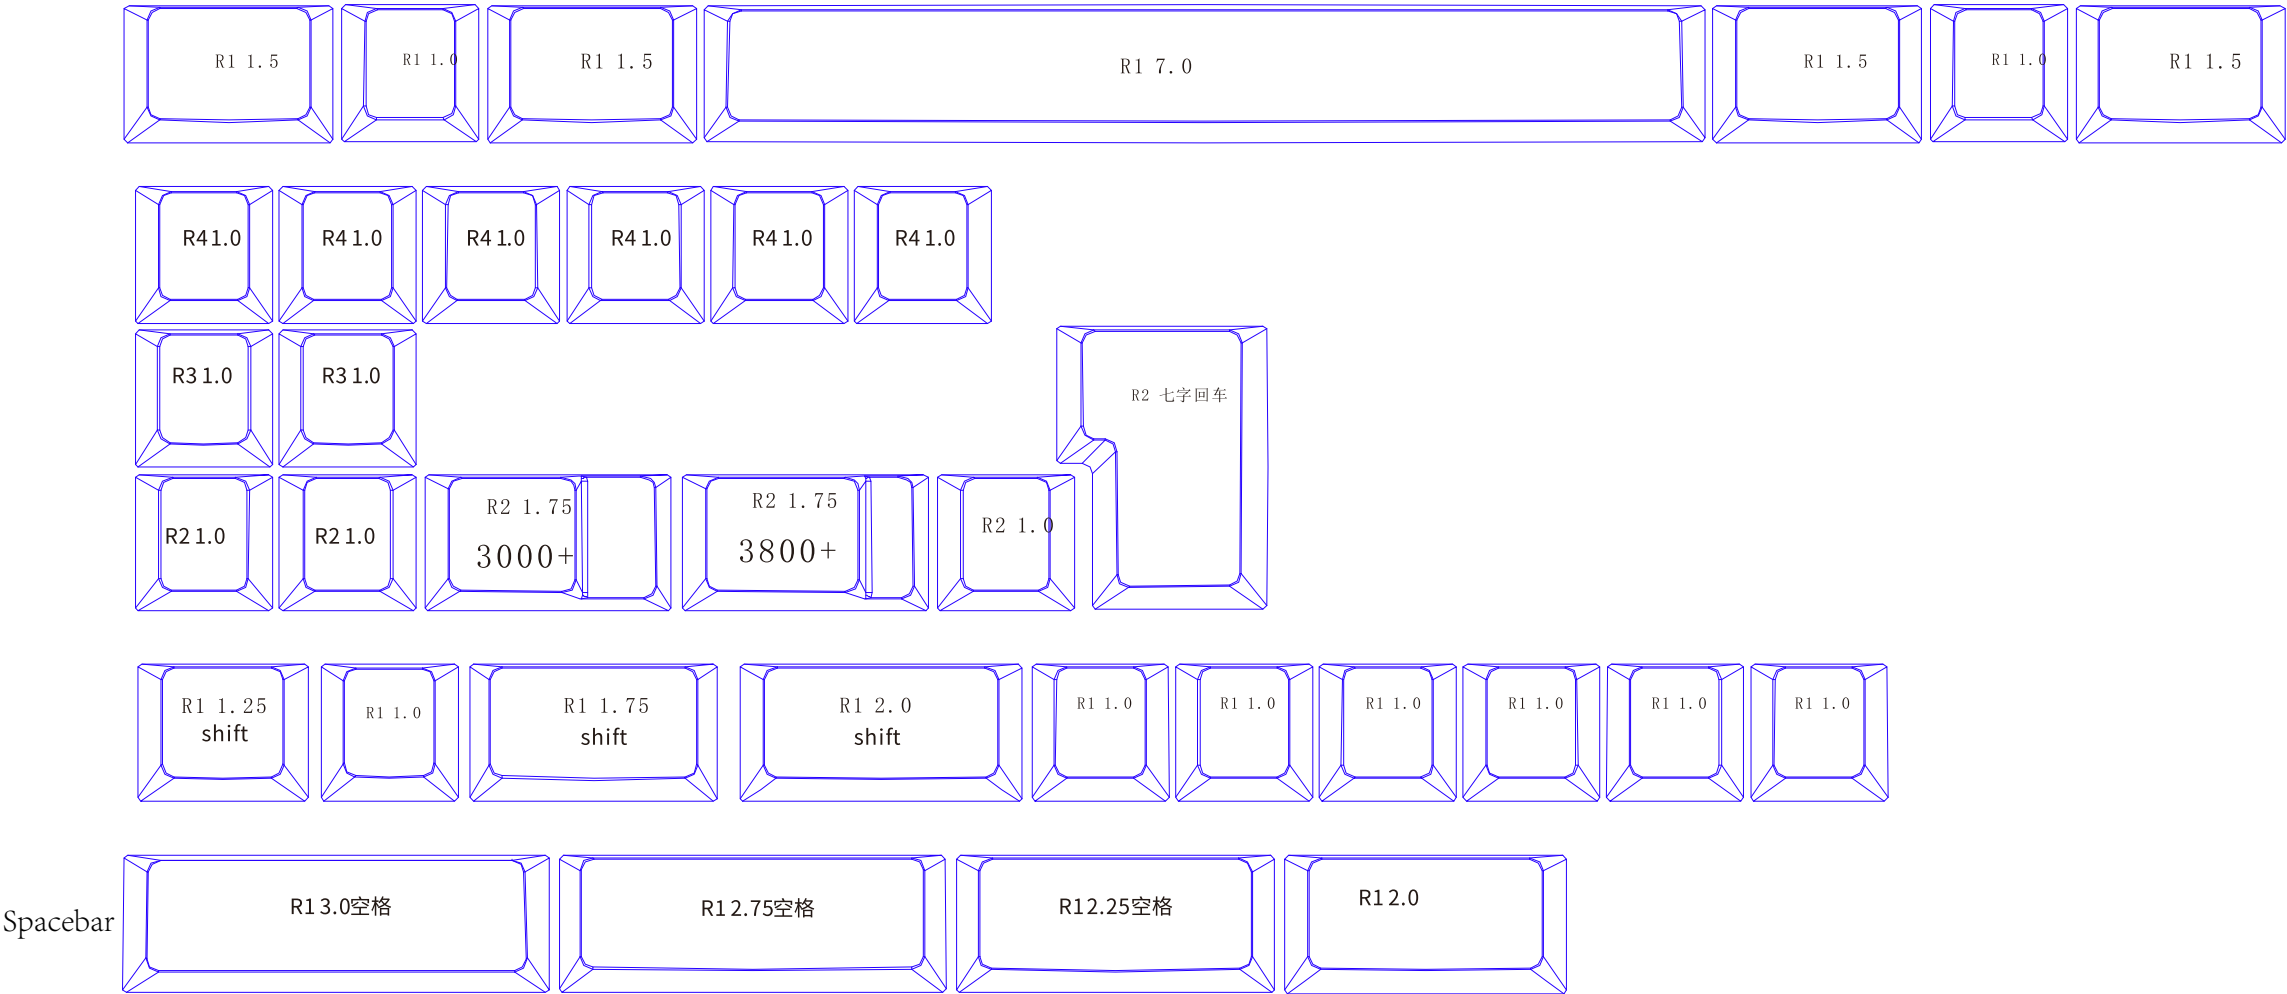 R1 1.5
R1 1.0
R1 1.5
R1 7.0
R1 1.5
R1 1.0
R1 1.5
R4 1.0
R4 1.0
R4 1.0
R4 1.0
R4 1.0
R4 1.0
R3 1.0
R3 1.0
R2 七字回车
R2 1.0
R2 1.0
R2 1.75
3000+
R2 1.75
3800+
R2 1.0
R1 1.25
shift
R1 1.0
R1 1.75
shift
R1 2.0
shift
R1 1.0
R1 1.0
R1 1.0
R1 1.0
R1 1.0
R1 1.0
Spacebar
R1 3.0空格
R1 2.75空格
R1 2.25空格
R1 2.0